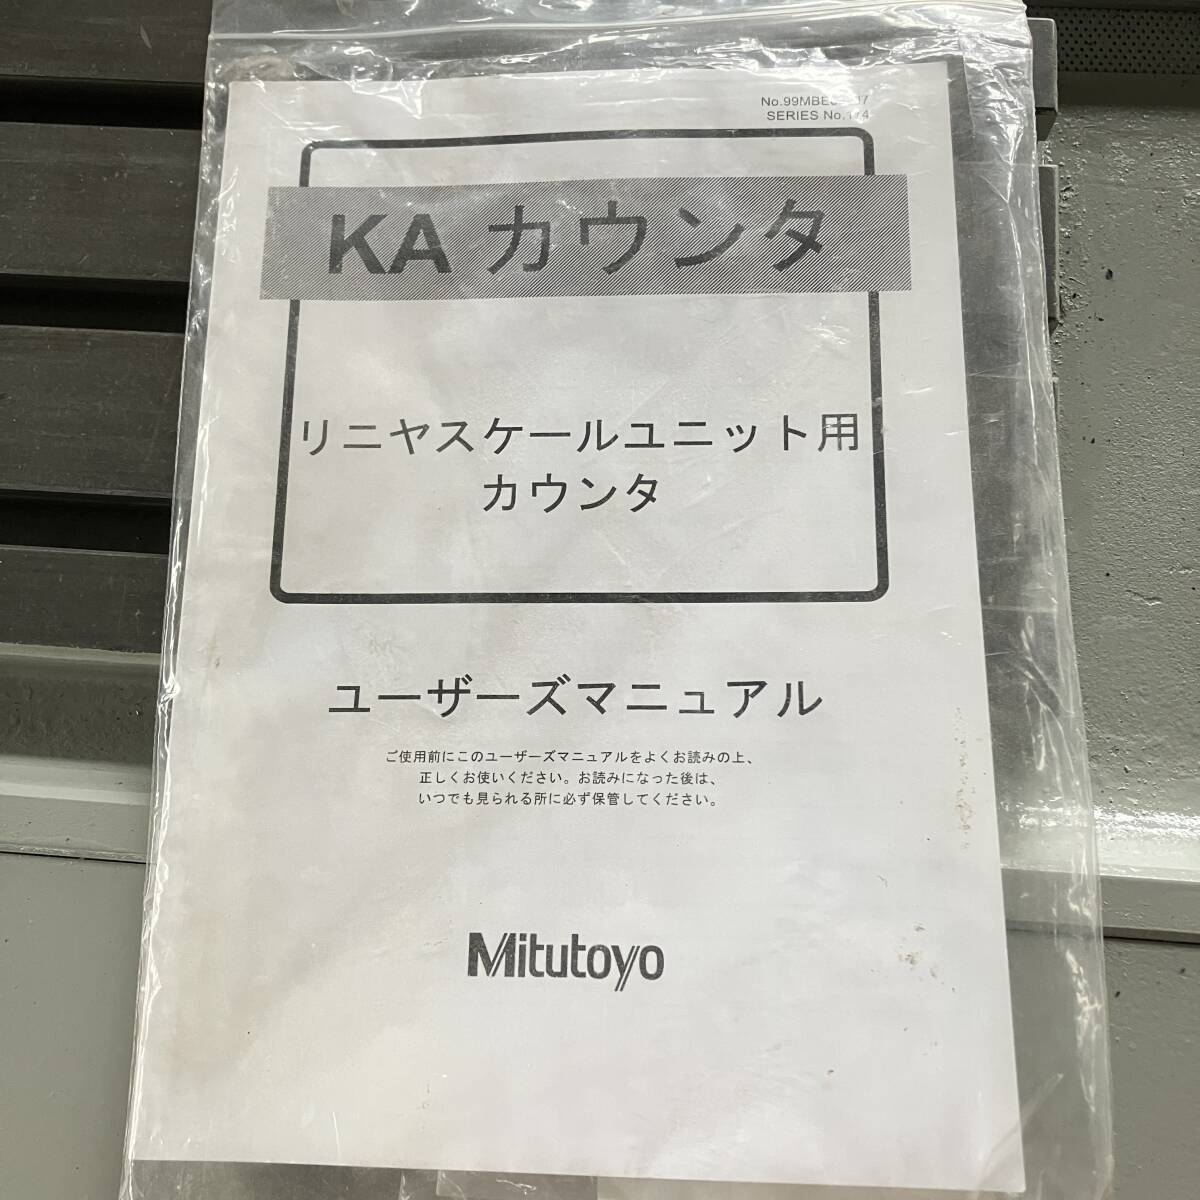 SERIES No.174
KA カウンタ
リニヤスケールユニット用
カウンタ
ユーザーズマニュアル
ご使用前にこのユーザーズマニュアルをよくお読みの上、
正しくお使いください。お読みになった後は、
いつでも見られる所に必ず保管してください。
Mitutoyo